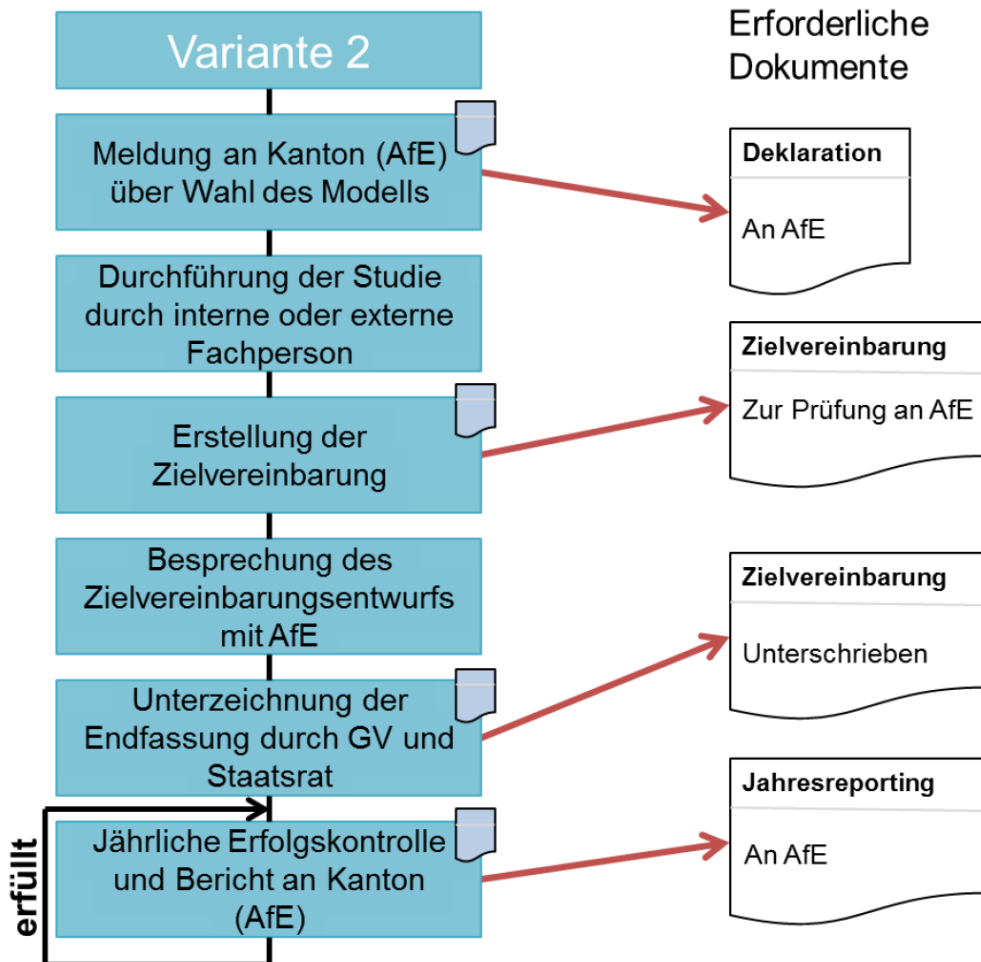 Variante 2
Erforderliche
Dokumente
Meldung an Kanton (AfE)
über Wahl des Modells
Deklaration
An AfE
Durchführung der Studie
durch interne oder externe
Fachperson
Erstellung der
Zielvereinbarung
Zielvereinbarung
Zur Prüfung an AfE
Besprechung des
Zielvereinbarungsentwurfs
mit AfE
Unterzeichnung der
Endfassung durch GV und
Staatsrat
Zielvereinbarung
Unterschrieben
Jährliche Erfolgskontrolle
und Bericht an Kanton
(AfE)
Jahresreporting
An AfE
erfüllt